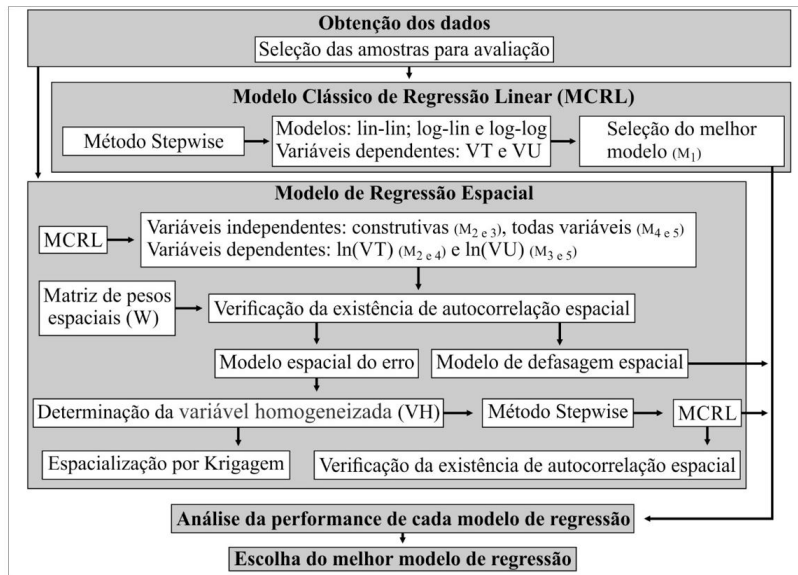 Obtenção dos dados
Seleção das amostras para avaliação
Modelo Clássico de Regressão Linear (MCRL)
Método Stepwise
Modelos: lin-lin; log-lin e log-log
Variáveis dependentes: VT e VU
Seleção do melhor
modelo (M1)
Modelo de Regressão Espacial
MCRL
Variáveis independentes: construtivas (M2 e 3), todas variáveis (M4 e 5)
Variáveis dependentes: ln(VT) (M2 e 4) e ln(VU) (M3 e 5)
Matriz de pesos
espaciais (W)
Verificação da existência de autocorrelação espacial
Modelo espacial do erro
Modelo de defasagem espacial
Determinação da variável homogeneizada (VH)
Método Stepwise
MCRL
Espacialização por Krigagem
Verificação da existência de autocorrelação espacial
Análise da performance de cada modelo de regressão
Escolha do melhor modelo de regressão